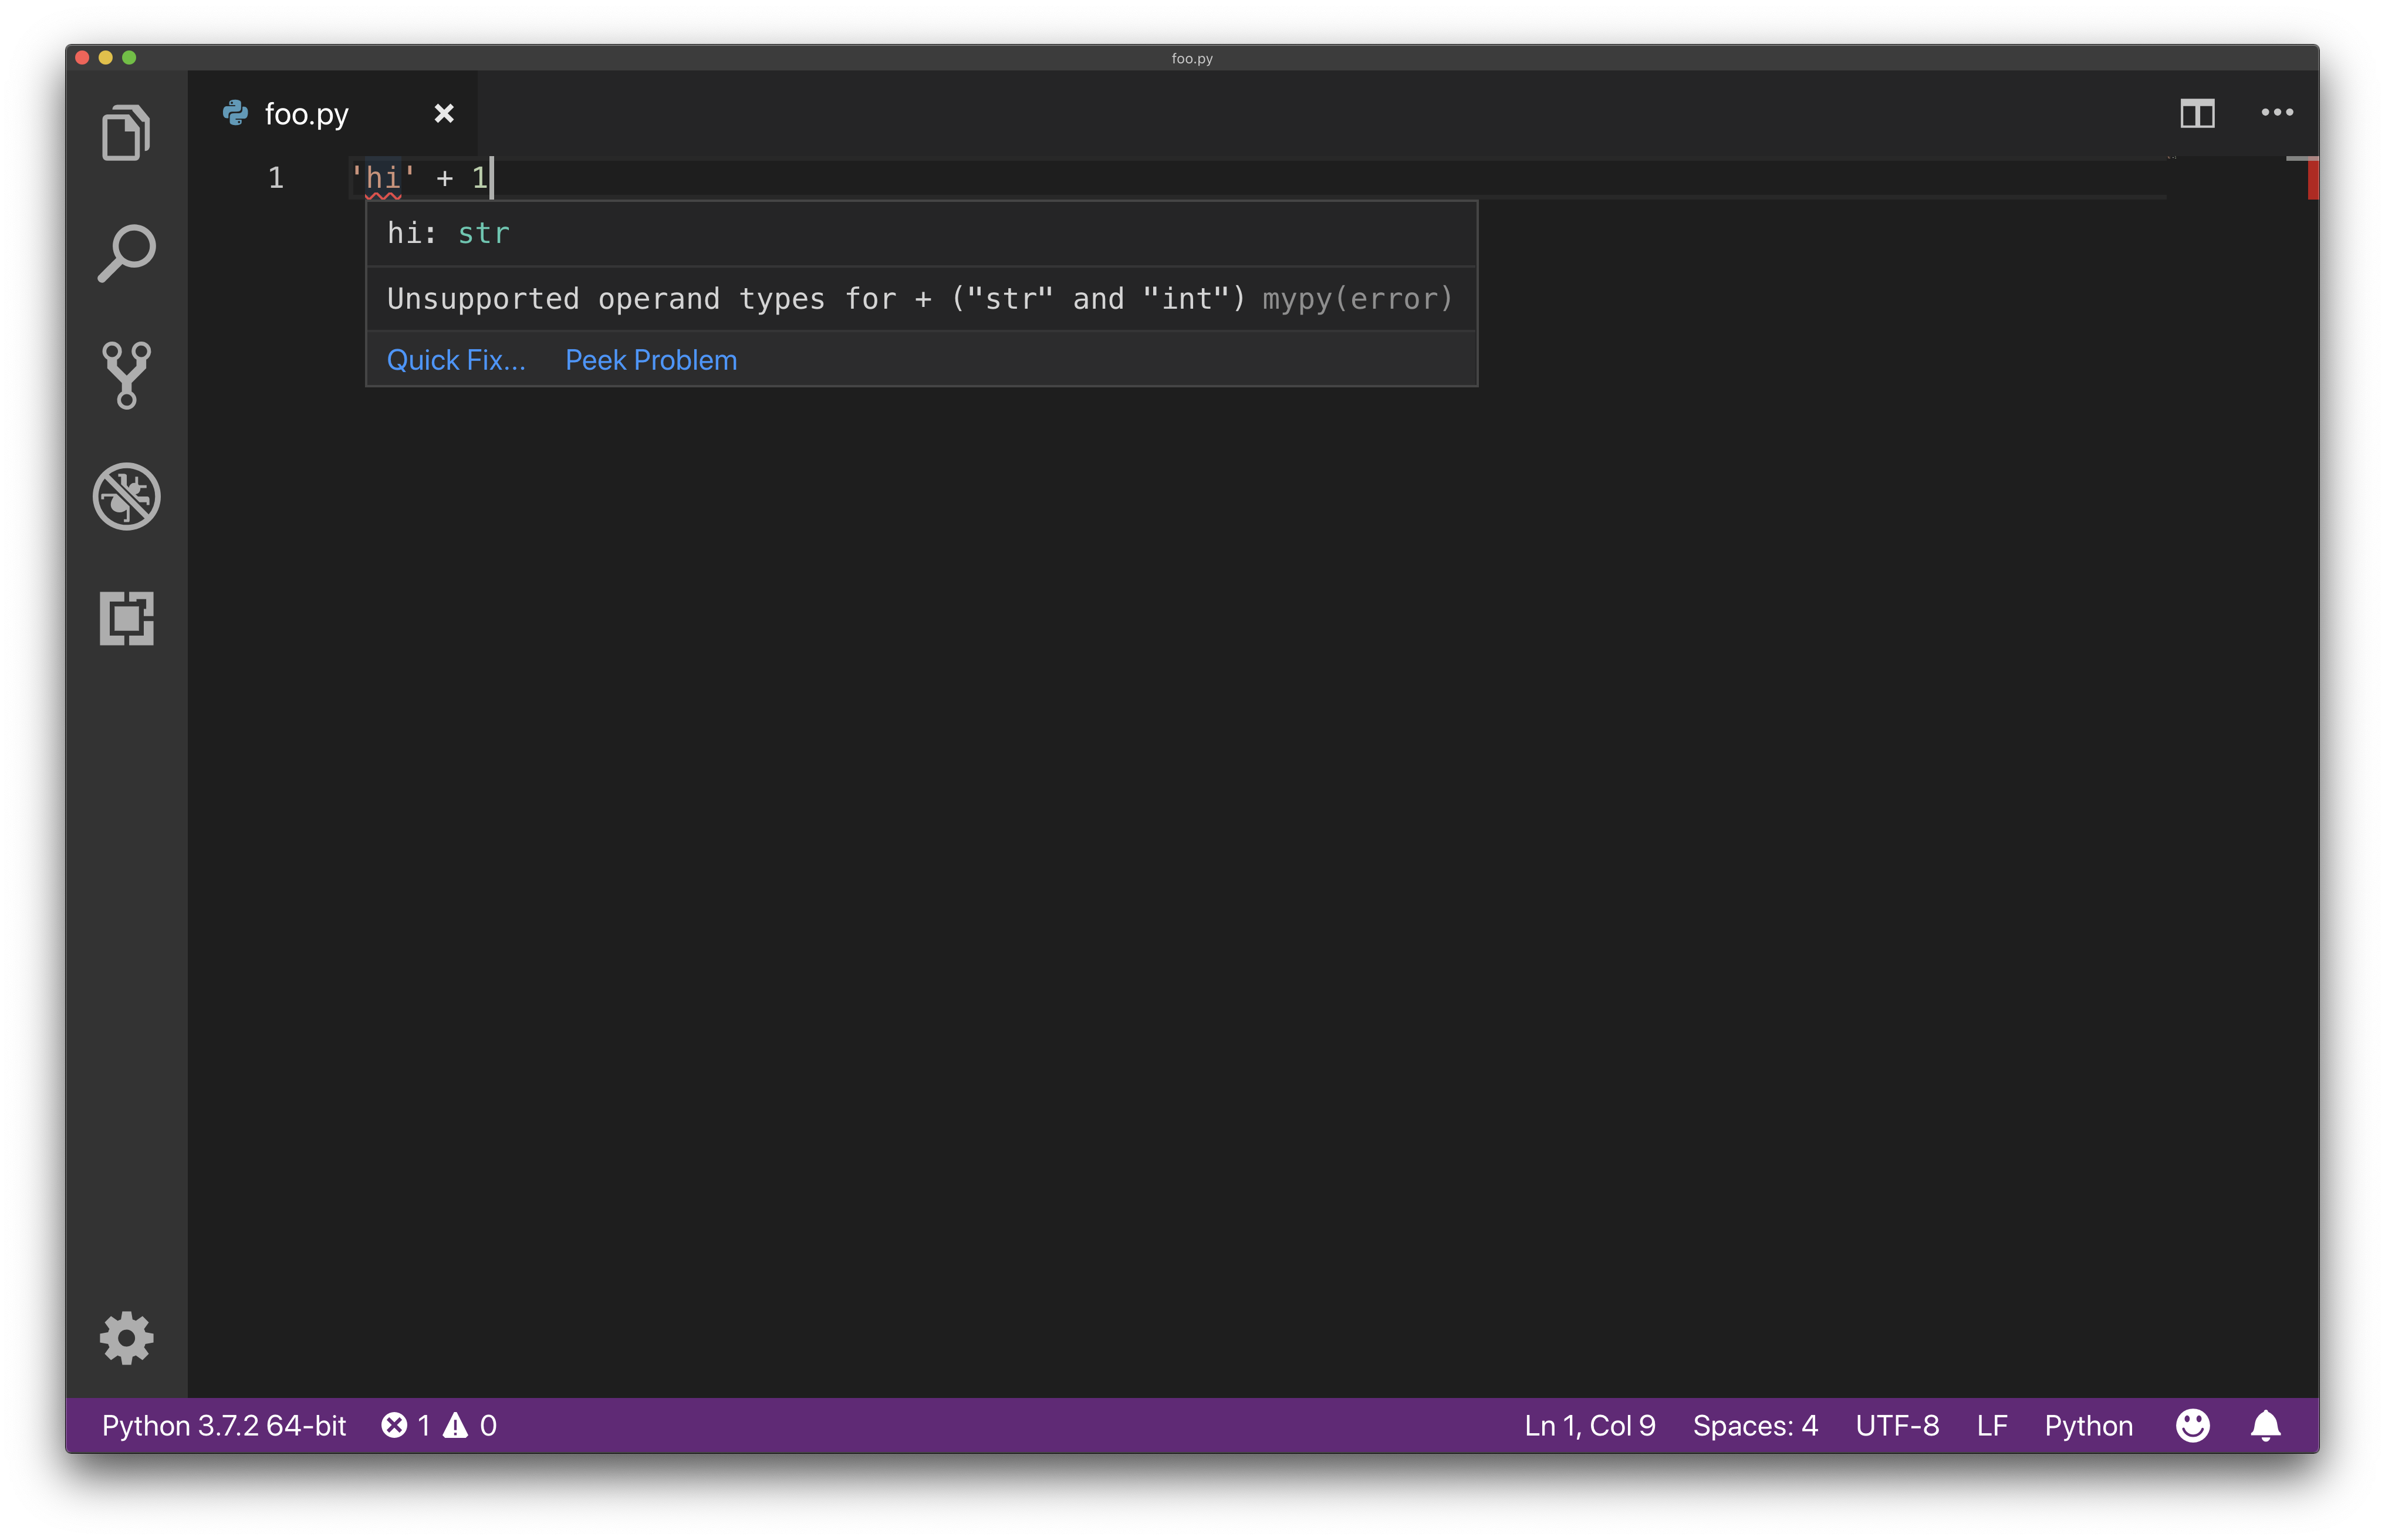 foo.py
foo.py
1 'hi' + 1
hi: str
Unsupported operand types for + ("str" and "int") mypy(error)
Quick Fix... Peek Problem
Python 3.7.2 64-bit 1 0 Ln 1, Col 9 Spaces: 4 UTF-8 LF Python